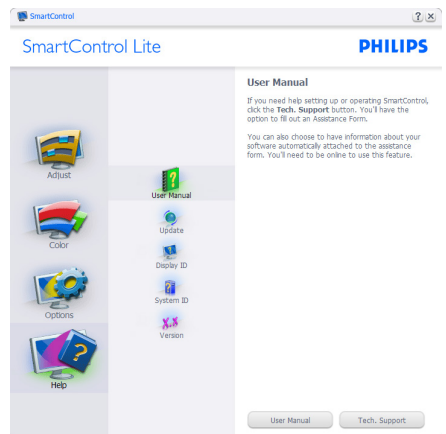 SmartControl
? ×
SmartControl Lite
PHILIPS
Adjust
Color
Options
Help
User Manual
Update
Display ID
System ID
X.X
Version
User Manual
If you need help setting up or operating SmartControl,
click the Tech. Support button. You'll have the
option to fill out an Assistance Form.
You can also choose to have information about your
software automatically attached to the assistance
form. You'll need to be online to use this feature.
User Manual
Tech. Support